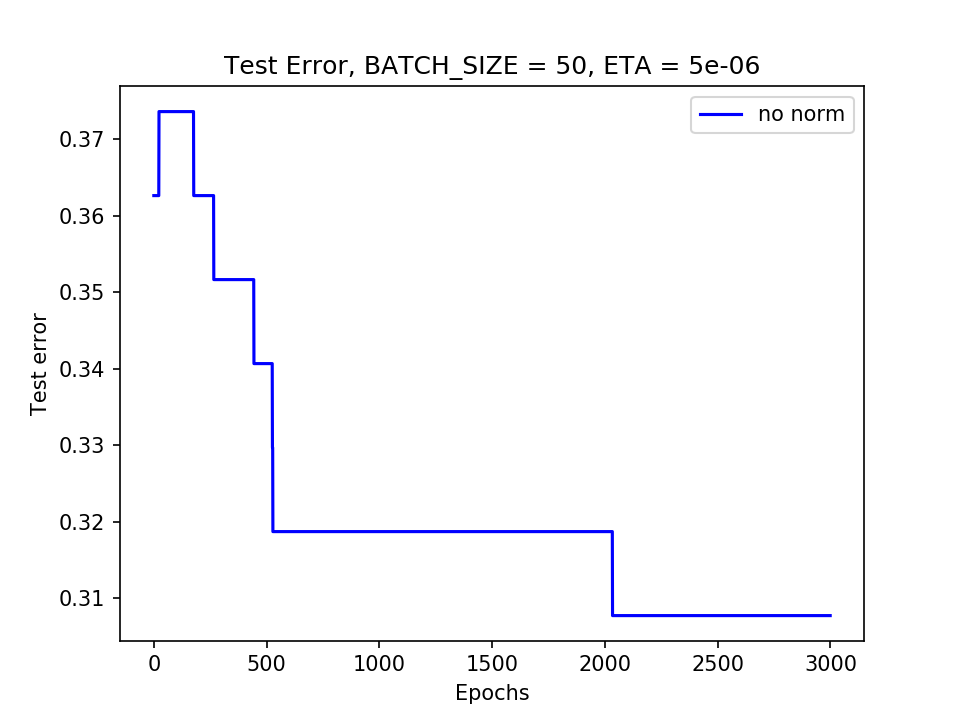 Test Error, BATCH_SIZE = 50, ETA = 5e-06
no norm
0.37
0.36
0.35
0.34
0.33
0.32
0.31
Test error
0 500 1000 1500 2000 2500 3000
Epochs